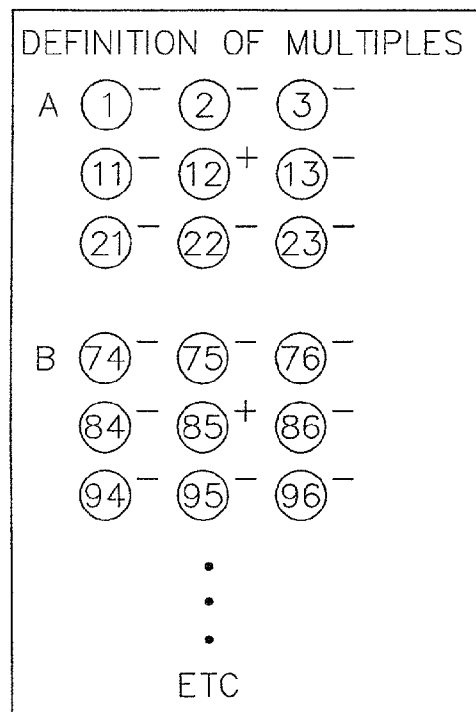 DEFINITION OF MULTIPLES
A 1 − 2 − 3 −
11 − 12 + 13 −
21 − 22 − 23 −
B 74 − 75 − 76 −
84 − 85 + 86 −
94 − 95 − 96 −
ETC